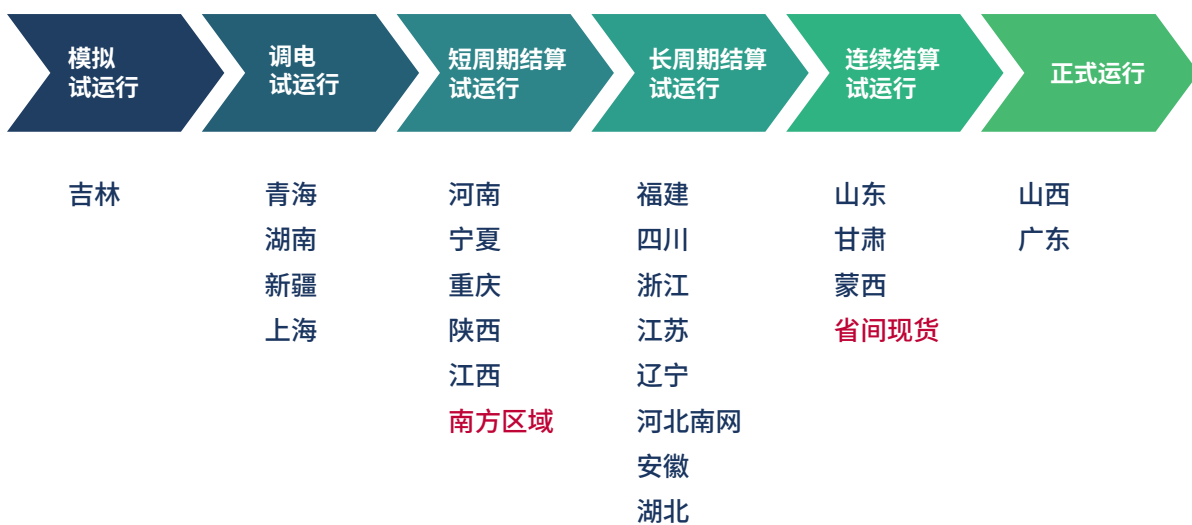 模拟
试运行
调电
试运行
短周期结算
试运行
长周期结算
试运行
连续结算
试运行
正式运行
吉林
青海
湖南
新疆
上海
河南
宁夏
重庆
陕西
江西
南方区域
福建
四川
浙江
江苏
辽宁
河北南网
安徽
湖北
山东
甘肃
蒙西
省间现货
山西
广东